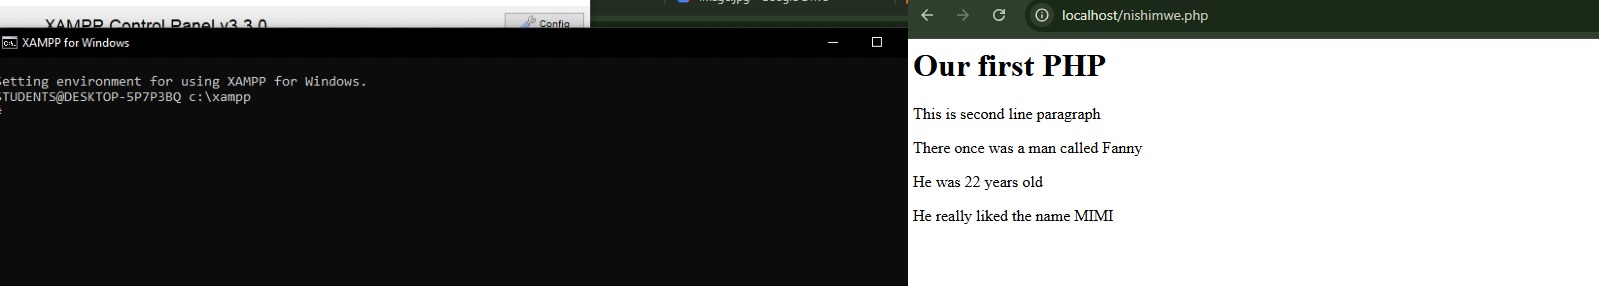 XAMPP Control Panel v3.3.0
Config
XAMPP for Windows
Setting environment for using XAMPP for Windows.
STUDENTS@DESKTOP-5P7P3BQ c:\xampp
#
localhost/nishimwe.php
Our first PHP
This is second line paragraph
There once was a man called Fanny
He was 22 years old
He really liked the name MIMI